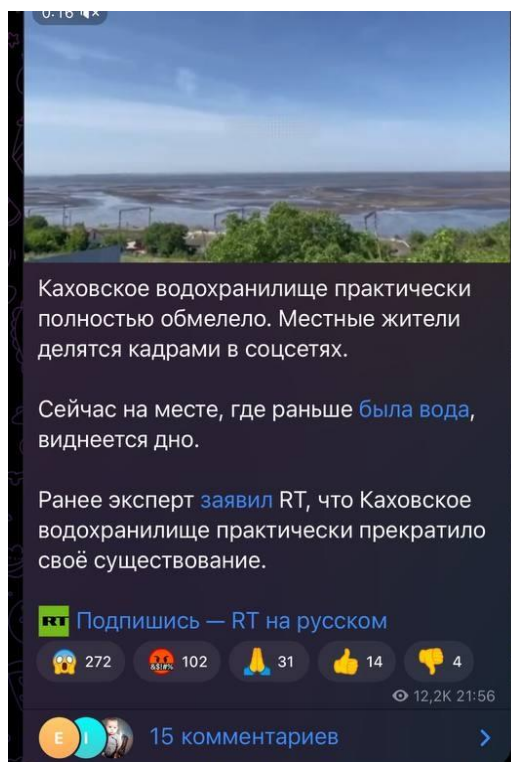 0:16
Каховское водохранилище практически
полностью обмелело. Местные жители
делятся кадрами в соцсетях.
Сейчас на месте, где раньше была вода,
виднеется дно.
Ранее эксперт заявил RT, что Каховское
водохранилище практически прекратило
своё существование.
RT Подпишись — RT на русском
272 102 31 14 4
12,2K 21:56
E I 15 комментариев